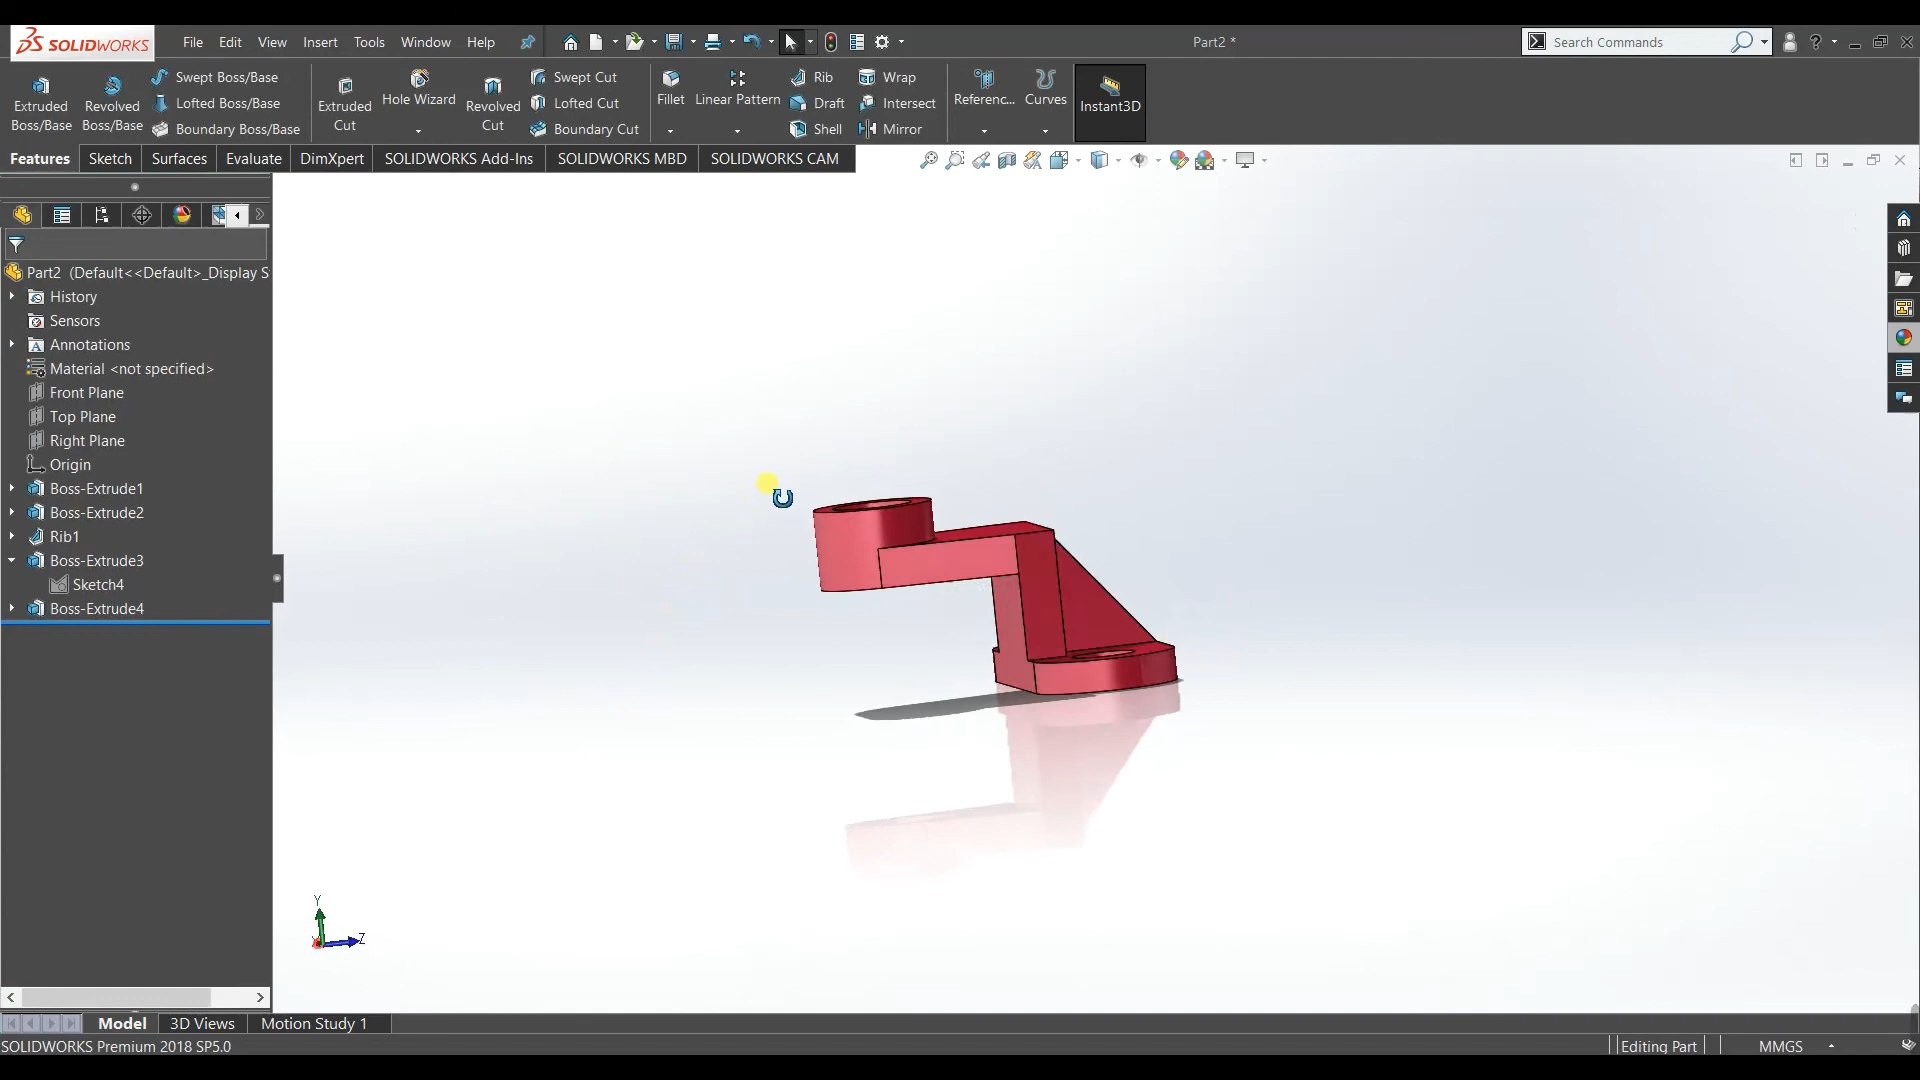 SOLIDWORKS File Edit View Insert Tools Window Help Part2 * Search Commands
Extruded Boss/Base
Revolved Boss/Base
Swept Boss/Base
Lofted Boss/Base
Boundary Boss/Base
Extruded Cut
Hole Wizard
Revolved Cut
Swept Cut
Lofted Cut
Boundary Cut
Fillet
Linear Pattern
Rib
Draft
Shell
Wrap
Intersect
Mirror
Referenc...
Curves
Instant3D
Features Sketch Surfaces Evaluate DimXpert SOLIDWORKS Add-Ins SOLIDWORKS MBD SOLIDWORKS CAM
Part2 (Default<<Default>_Display S
History
Sensors
Annotations
Material <not specified>
Front Plane
Top Plane
Right Plane
Origin
Boss-Extrude1
Boss-Extrude2
Rib1
Boss-Extrude3
Sketch4
Boss-Extrude4
Y
Z
Model 3D Views Motion Study 1
SOLIDWORKS Premium 2018 SP5.0 Editing Part MMGS